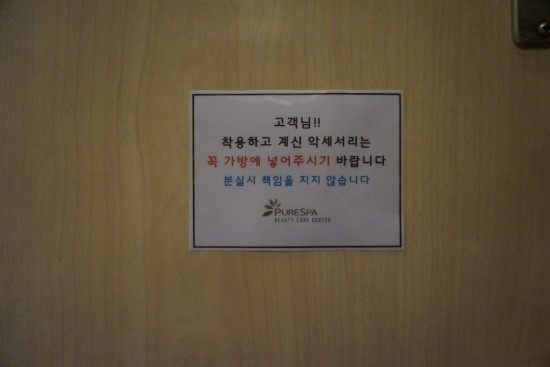 고객님!!
착용하고 계신 악세서리는
꼭 가방에 넣어주시기 바랍니다
분실시 책임을 지지 않습니다
PURESPA
BEAUTY CARE CENTER